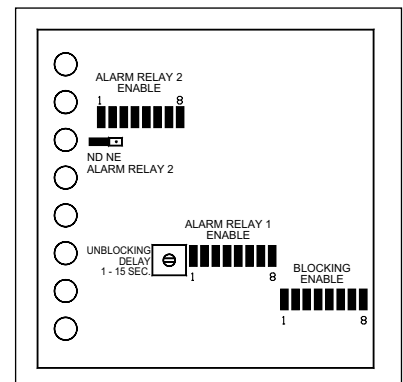 ALARM RELAY 2
ENABLE
1 8
ND NE
ALARM RELAY 2
ALARM RELAY 1
ENABLE
UNBLOCKING
DELAY
1 - 15 SEC.
1 8
BLOCKING
ENABLE
1 8